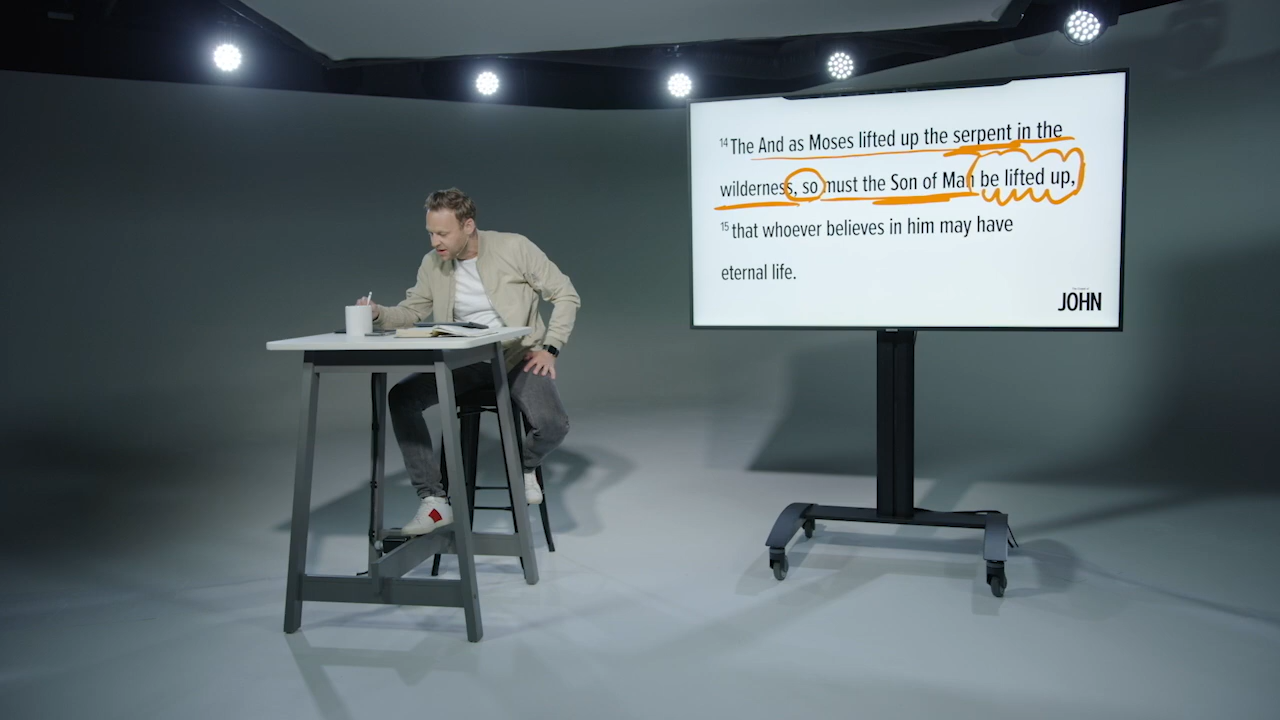 14 The And as Moses lifted up the serpent in the
wilderness, so must the Son of Man be lifted up,
15 that whoever believes in him may have
eternal life.
JOHN